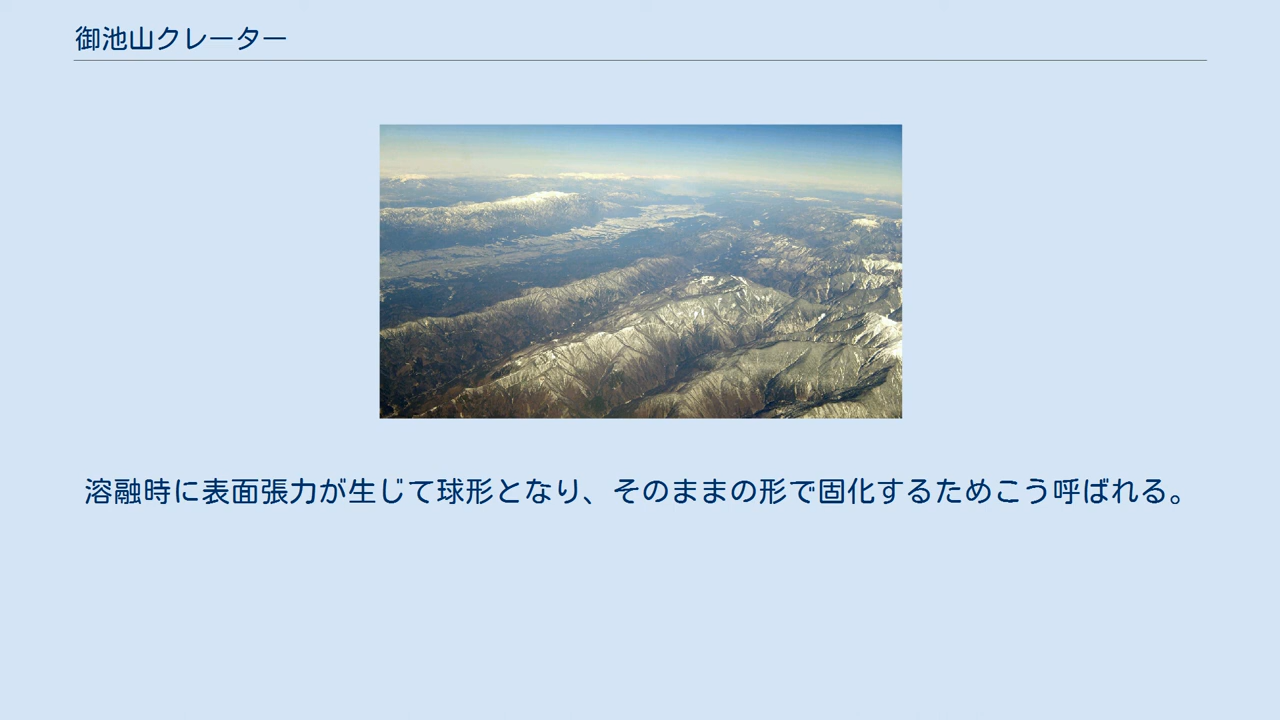 御池山クレーター
溶融時に表面張力が生じて球形となり、そのままの形で固化するためこう呼ばれる。